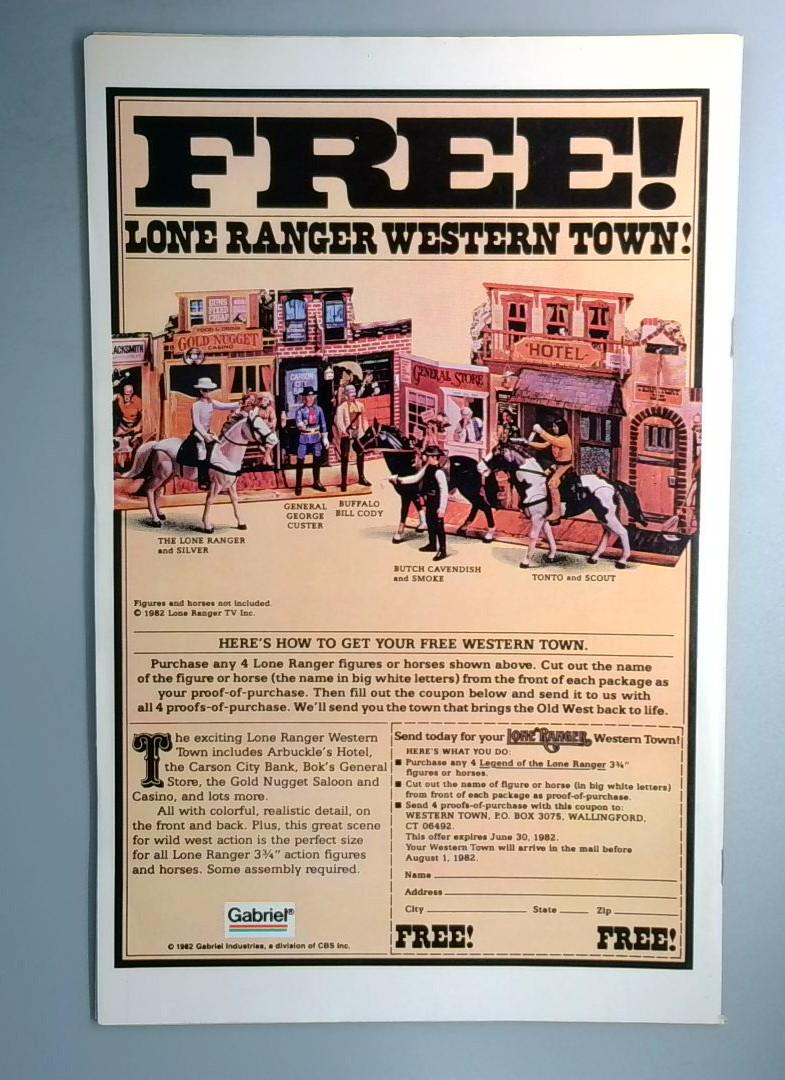 FREE!
LONE RANGER WESTERN TOWN!
GUNS
FIXED
CHEAP
FOOD & DRINK
GOLD NUGGET
CASINO
LACKSMITH
CARSON
CITY
GENERAL STORE
HOTEL
THE LONE RANGER
and SILVER
GENERAL
GEORGE
CUSTER
BUFFALO
BILL CODY
BUTCH CAVENDISH
and SMOKE
TONTO and SCOUT
Figures and horses not included.
© 1982 Lone Ranger TV Inc.
HERE'S HOW TO GET YOUR FREE WESTERN TOWN.
Purchase any 4 Lone Ranger figures or horses shown above. Cut out the name
of the figure or horse (the name in big white letters) from the front of each package as
your proof-of-purchase. Then fill out the coupon below and send it to us with
all 4 proofs-of-purchase. We'll send you the town that brings the Old West back to life.
The exciting Lone Ranger Western
Town includes Arbuckle's Hotel,
the Carson City Bank, Bok's General
Store, the Gold Nugget Saloon and
Casino, and lots more.
All with colorful, realistic detail, on
the front and back. Plus, this great scene
for wild west action is the perfect size
for all Lone Ranger 3¾" action figures
and horses. Some assembly required.
Gabriel®
© 1982 Gabriel Industries, a division of CBS Inc.
Send today for your LONE RANGER Western Town!
HERE'S WHAT YOU DO:
■ Purchase any 4 Legend of the Lone Ranger 3¾"
figures or horses.
■ Cut out the name of figure or horse (in big white letters)
from front of each package as proof-of-purchase.
■ Send 4 proofs-of-purchase with this coupon to:
WESTERN TOWN, P.O. BOX 3075, WALLINGFORD,
CT 06492.
This offer expires June 30, 1982.
Your Western Town will arrive in the mail before
August 1, 1982.
Name
Address
City State Zip
FREE! FREE!